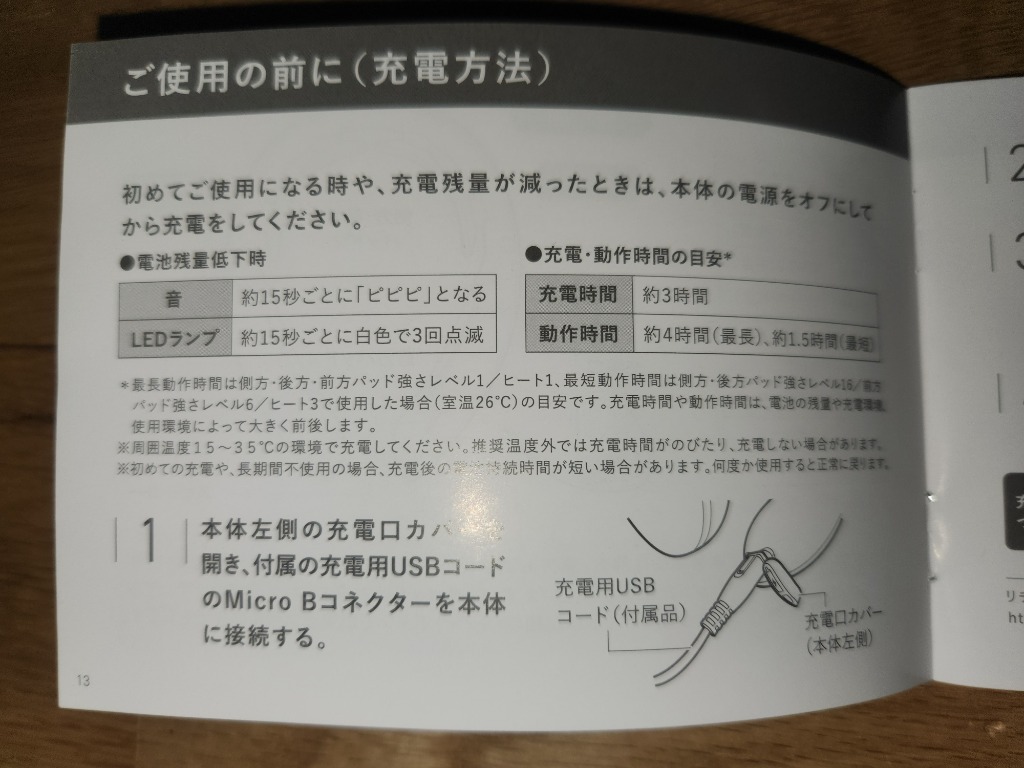 ご使用の前に(充電方法)
初めてご使用になる時や、充電残量が減ったときは、本体の電源をオフにして
から充電をしてください。
●電池残量低下時
音 約15秒ごとに「ピピピ」となる
LEDランプ 約15秒ごとに白色で3回点滅
●充電・動作時間の目安*
充電時間 約3時間
動作時間 約4時間(最長)、約1.5時間(最短)
*最長動作時間は側方・後方・前方パッド強さレベル1/ヒート1、最短動作時間は側方・後方パッド強さレベル16/前方
パッド強さレベル6/ヒート3で使用した場合(室温26℃)の目安です。充電時間や動作時間は、電池の残量や充電環境、
使用環境によって大きく前後します。
※周囲温度15〜35℃の環境で充電してください。推奨温度外では充電時間がのびたり、充電しない場合があります。
※初めての充電や、長期間不使用の場合、充電後の 持続時間が短い場合があります。何度か使用すると正常に戻ります。
1
本体左側の充電口カバ
開き、付属の充電用USBコード
のMicro Bコネクターを本体
に接続する。
充電用USB
コード(付属品)
充電口カバー
(本体左側)
13
2
3
リモ
ht